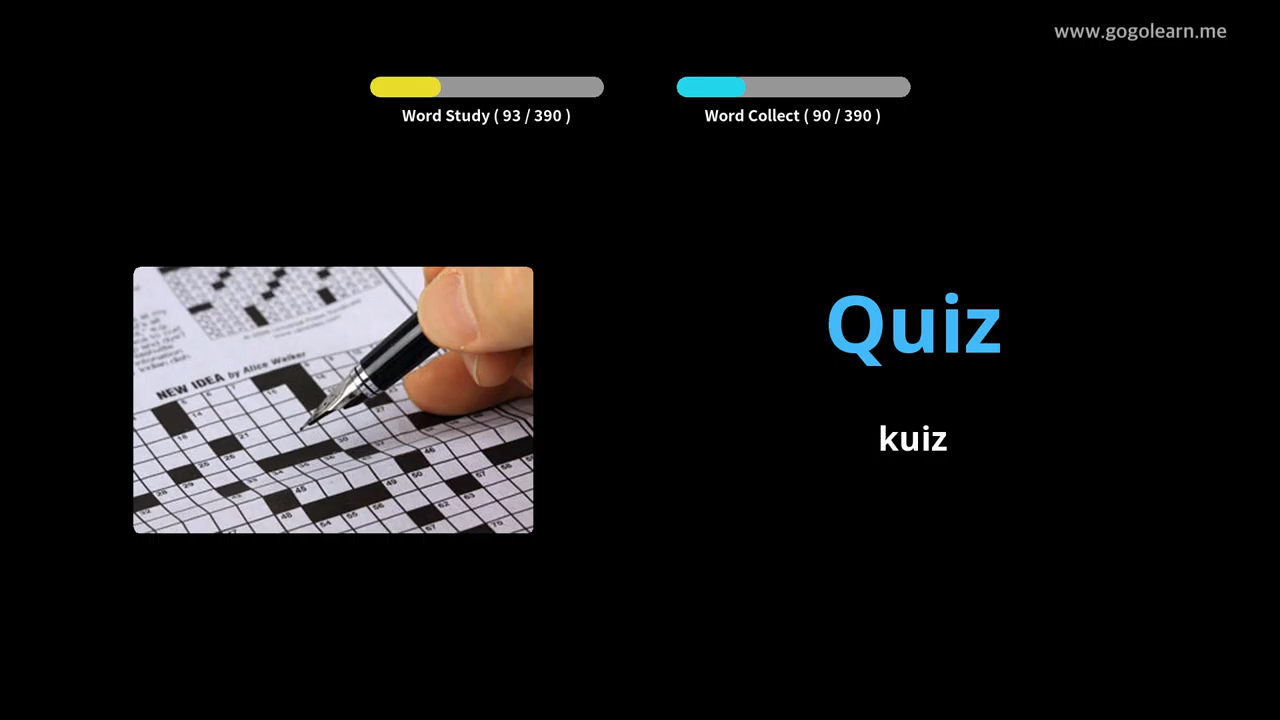 www.gogolearn.me
Word Study ( 93 / 390 )
Word Collect ( 90 / 390 )
Quiz
kuiz
NEW IDEA by Alice Walker